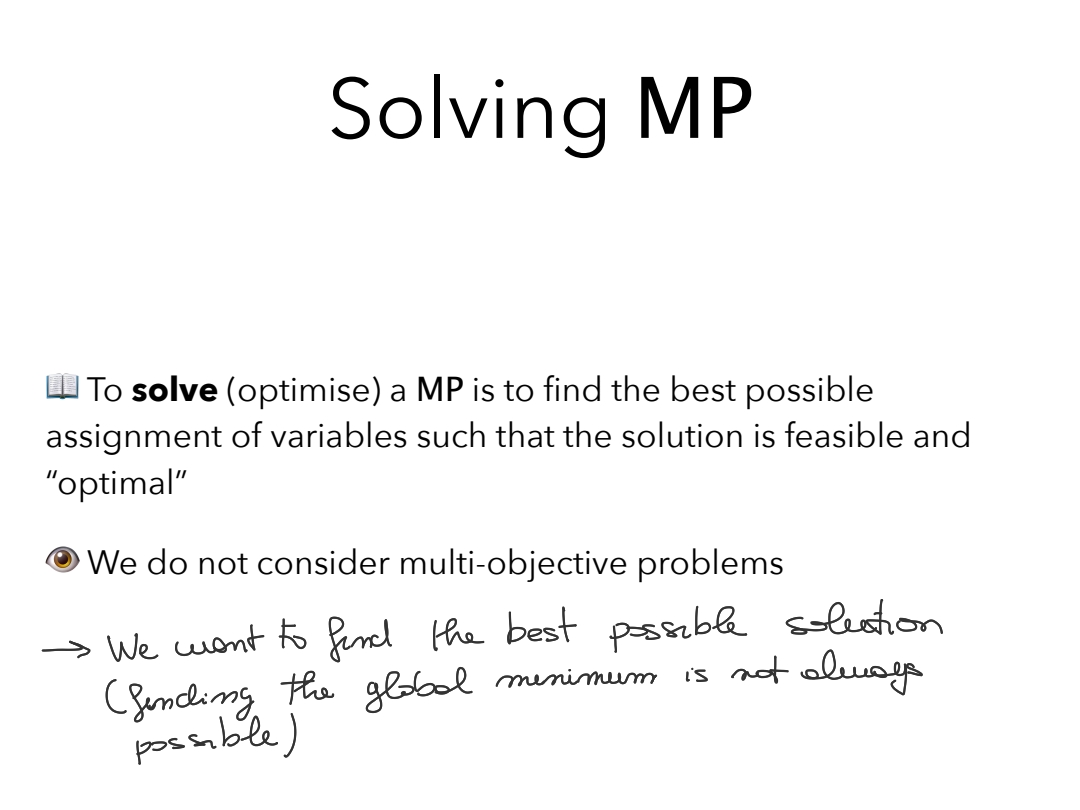 Solving MP
📖 To solve (optimise) a MP is to find the best possible
assignment of variables such that the solution is feasible and
“optimal”
👁 We do not consider multi-objective problems
→ We want to find the best possible solution
(finding the global minimum is not always
possible)